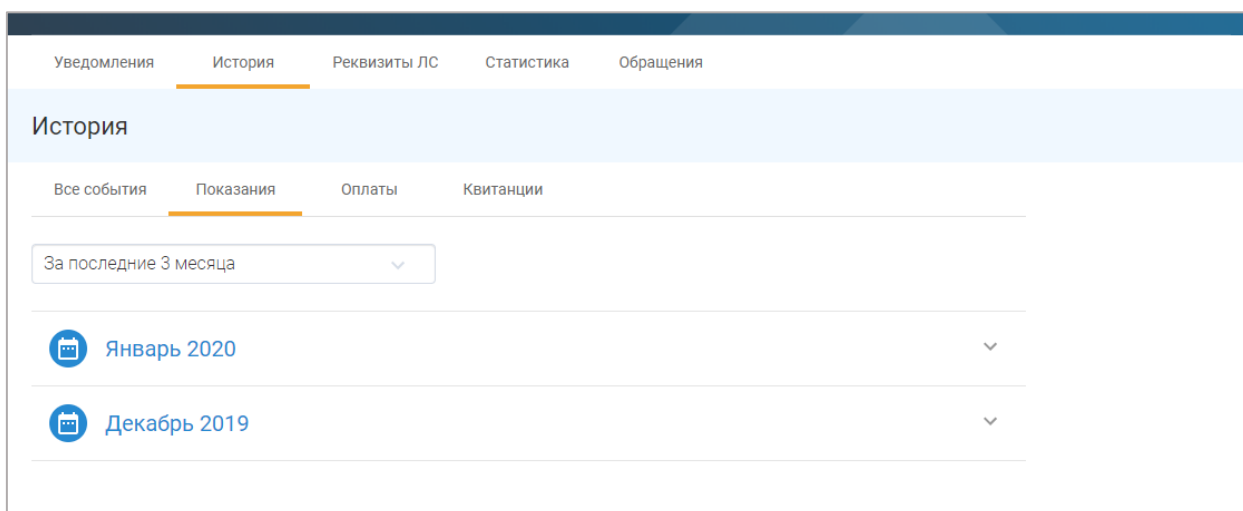 Уведомления История Реквизиты ЛС Статистика Обращения
История
Все события Показания Оплаты Квитанции
За последние 3 месяца
Январь 2020
Декабрь 2019